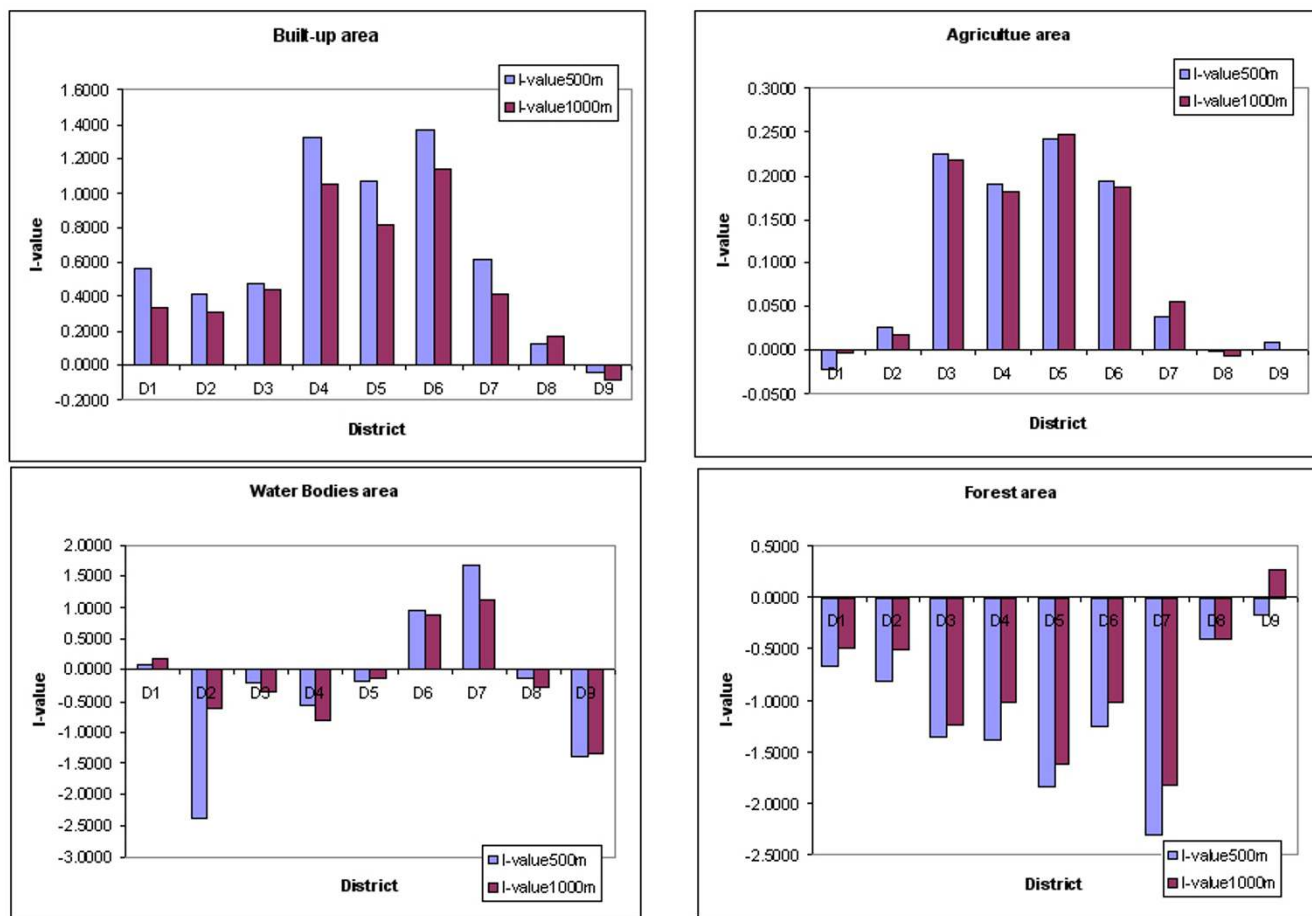 Built-up area
I-value500m
I-value1000m
1.6000
1.4000
1.2000
1.0000
0.8000
0.6000
0.4000
0.2000
0.0000
-0.2000
I-value
D1 D2 D3 D4 D5 D6 D7 D8 D9
District
Agricultue area
I-value500m
I-value1000m
0.3000
0.2500
0.2000
0.1500
0.1000
0.0500
0.0000
-0.0500
I-value
D1 D2 D3 D4 D5 D6 D7 D8 D9
District
Water Bodies area
2.0000
1.5000
1.0000
0.5000
0.0000
-0.5000
-1.0000
-1.5000
-2.0000
-2.5000
-3.0000
I-value
D1 D2 D3 D4 D5 D6 D7 D8 D9
I-value500m
I-value1000m
District
Forest area
0.5000
0.0000
-0.5000
-1.0000
-1.5000
-2.0000
-2.5000
I-value
D1 D2 D3 D4 D5 D6 D7 D8 D9
I-value500m
I-value1000m
District